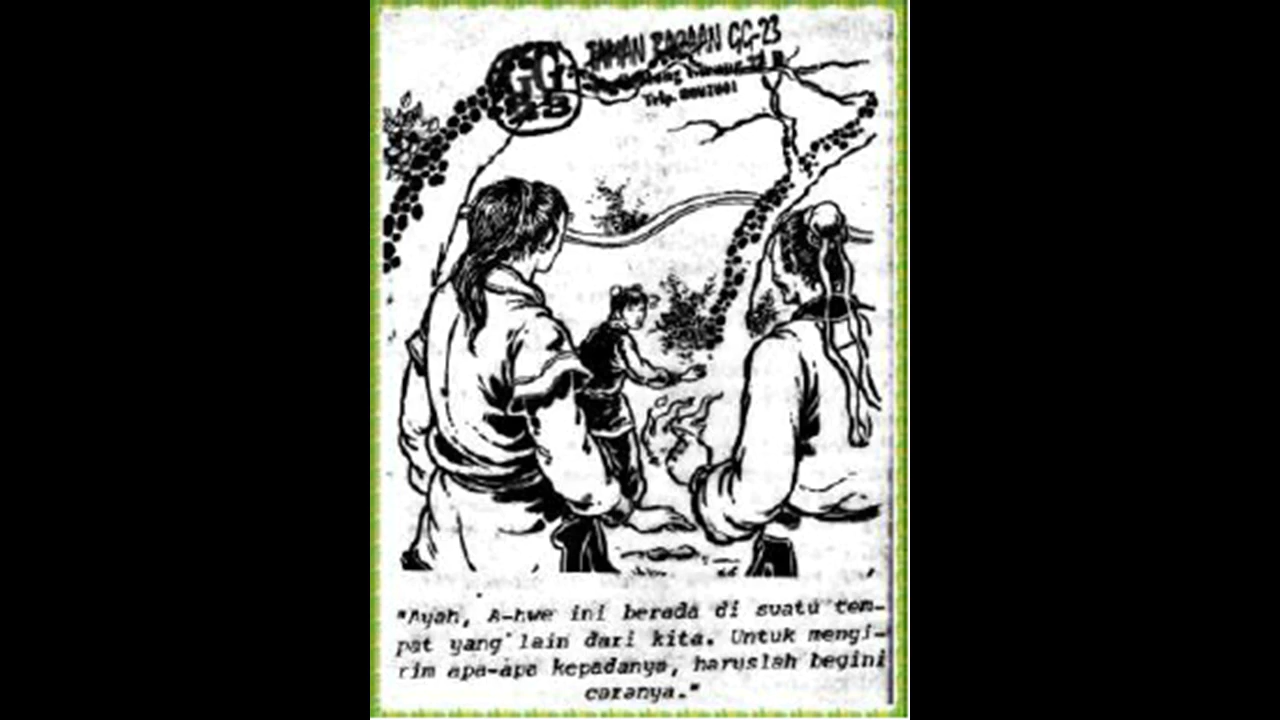 GG
23
TAMAN BACAAN GG-23
Telp.
"Ayah, A-hwe ini berada di suatu tem-
pat yang lain dari kita. Untuk mengi-
rim apa-apa kepadanya, haruslah begini
caranya."